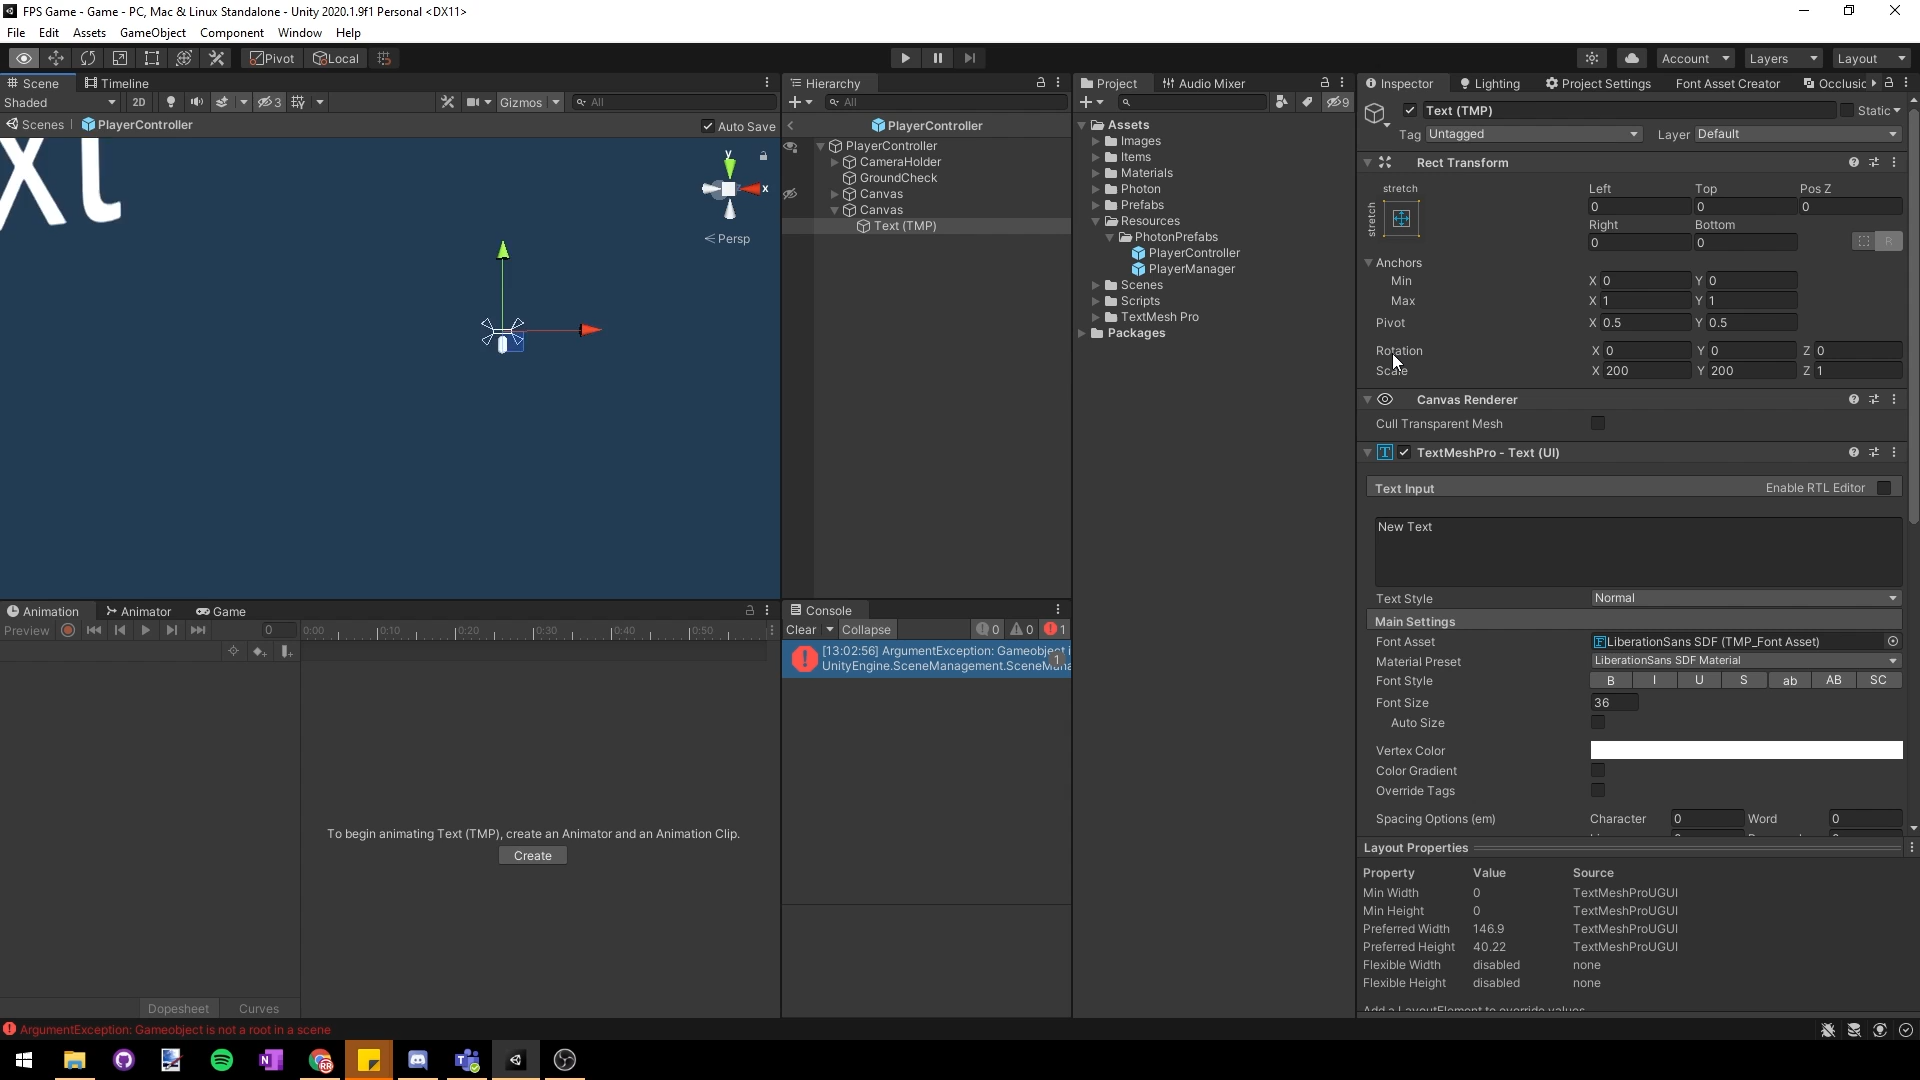 FPS Game - Game - PC, Mac & Linux Standalone - Unity 2020.1.9f1 Personal <DX11>
File Edit Assets GameObject Component Window Help
Pivot Local Account Layers Layout
Scene Timeline
Shaded 2D 3 Gizmos All
Scenes PlayerController Auto Save
xt
y
x
Persp
Hierarchy
All
PlayerController
PlayerController
CameraHolder
GroundCheck
Canvas
Canvas
Text (TMP)
Project Audio Mixer
9
Assets
Images
Items
Materials
Photon
Prefabs
Resources
PhotonPrefabs
PlayerController
PlayerManager
Scenes
Scripts
TextMesh Pro
Packages
Inspector Lighting Project Settings Font Asset Creator Occlusic
Text (TMP) Static
Tag Untagged Layer Default
Rect Transform
stretch Left Top Pos Z
stretch 0 0 0
Right Bottom
0 0 R
Anchors
Min X 0 Y 0
Max X 1 Y 1
Pivot X 0.5 Y 0.5
Rotation X 0 Y 0 Z 0
Scale X 200 Y 200 Z 1
Canvas Renderer
Cull Transparent Mesh
TextMeshPro - Text (UI)
Text Input Enable RTL Editor
New Text
Text Style Normal
Main Settings
Font Asset LiberationSans SDF (TMP_Font Asset)
Material Preset LiberationSans SDF Material
Font Style B I U S ab AB SC
Font Size 36
Auto Size
Vertex Color
Color Gradient
Override Tags
Spacing Options (em) Character 0 Word 0
Layout Properties
Property Value Source
Min Width 0 TextMeshProUGUI
Min Height 0 TextMeshProUGUI
Preferred Width 146.9 TextMeshProUGUI
Preferred Height 40.22 TextMeshProUGUI
Flexible Width disabled none
Flexible Height disabled none
Add a LayoutElement to override values
Animation Animator Game
Preview 0 0:00 0:10 0:20 0:30 0:40 0:50
To begin animating Text (TMP), create an Animator and an Animation Clip.
Create
Dopesheet Curves
Console
Clear Collapse 0 0 1
[13:02:56] ArgumentException: Gameobject i
UnityEngine.SceneManagement.SceneMana
1
ArgumentException: Gameobject is not a root in a scene
RR